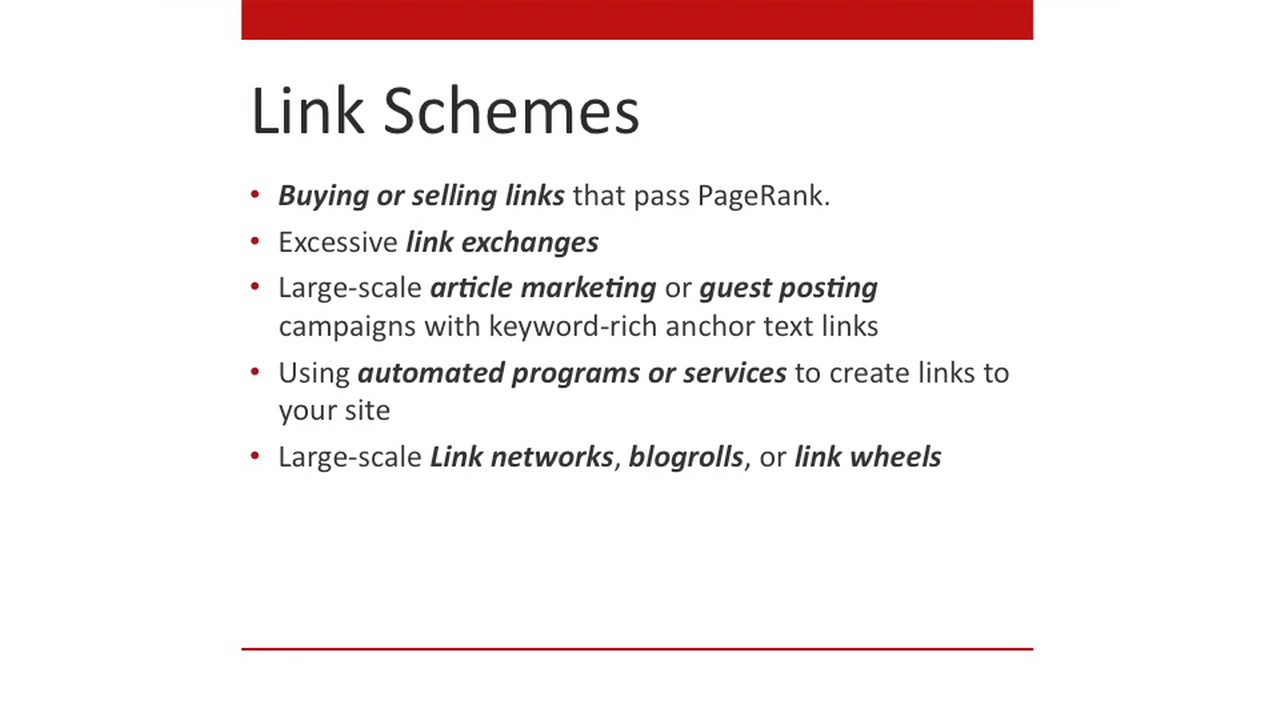 Link Schemes
• Buying or selling links that pass PageRank.
• Excessive link exchanges
• Large-scale article marketing or guest posting
campaigns with keyword-rich anchor text links
• Using automated programs or services to create links to
your site
• Large-scale Link networks, blogrolls, or link wheels